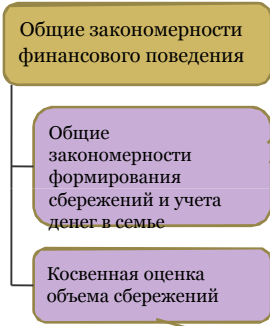 Общие закономерности
финансового поведения
Общие
закономерности
формирования
сбережений и учета
денег в семье
Косвенная оценка
объема сбережений